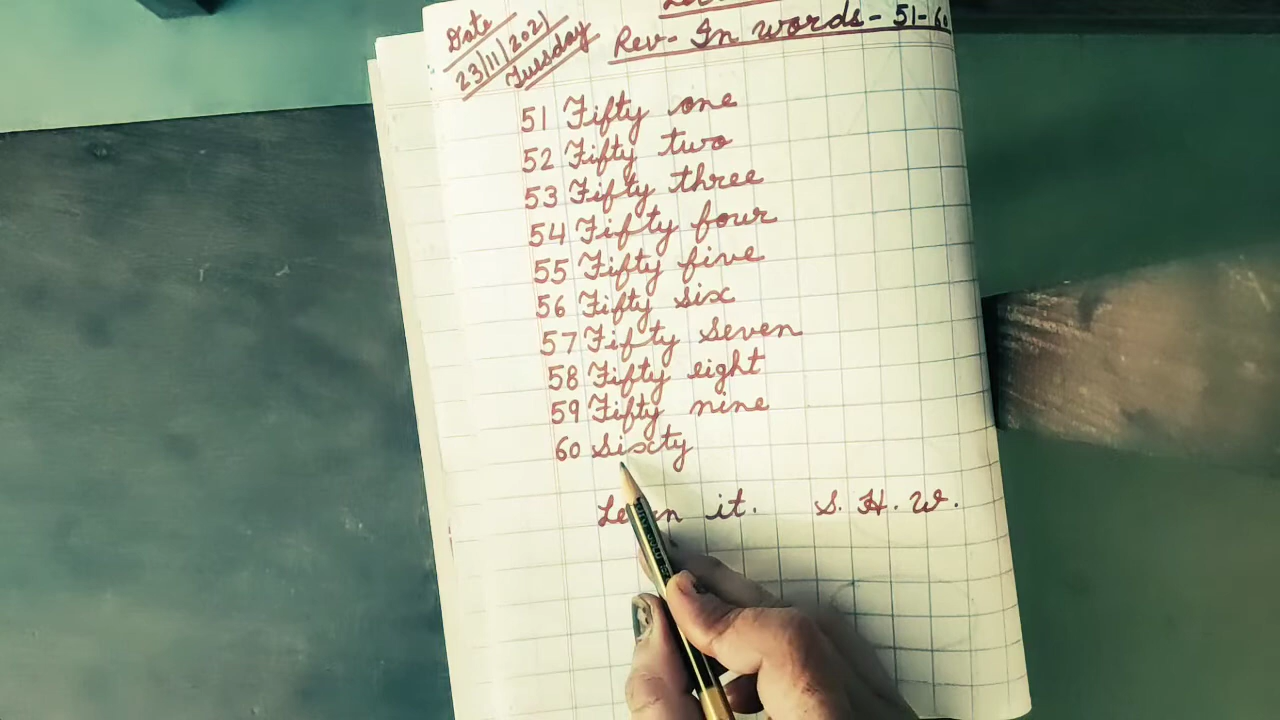 Date
23/11/2021
Tuesday
Rev- In words- 51-60
51 Fifty one
52 Fifty two
53 Fifty three
54 Fifty four
55 Fifty five
56 Fifty six
57 Fifty Seven
58 Fifty eight
59 Fifty nine
60 Sixty
Learn it. S. H. W.